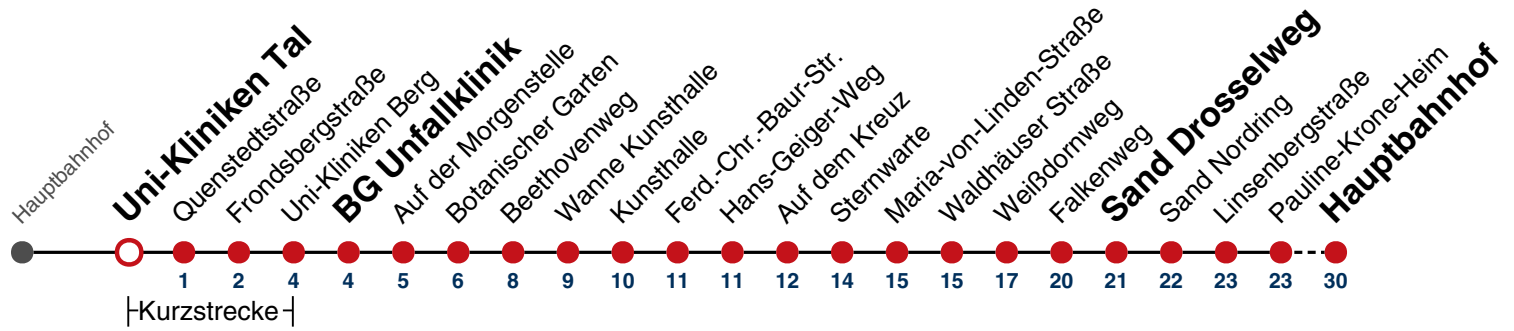 Hauptbahnhof
Uni-Kliniken Tal
Quenstedtstraße
Frondsbergstraße
Uni-Kliniken Berg
BG Unfallklinik
Auf der Morgenstelle
Botanischer Garten
Beethovenweg
Wanne Kunsthalle
Kunsthalle
Ferd.-Chr.-Baur-Str.
Hans-Geiger-Weg
Auf dem Kreuz
Sternwarte
Maria-von-Linden-Straße
Waldhäuser Straße
Weißdornweg
Falkenweg
Sand Drosselweg
Sand Nordring
Linsenbergstraße
Pauline-Krone-Heim
Hauptbahnhof
1 2 4 4 5 6 8 9 10 11 11 12 14 15 15 17 20 21 22 23 23 30
Kurzstrecke